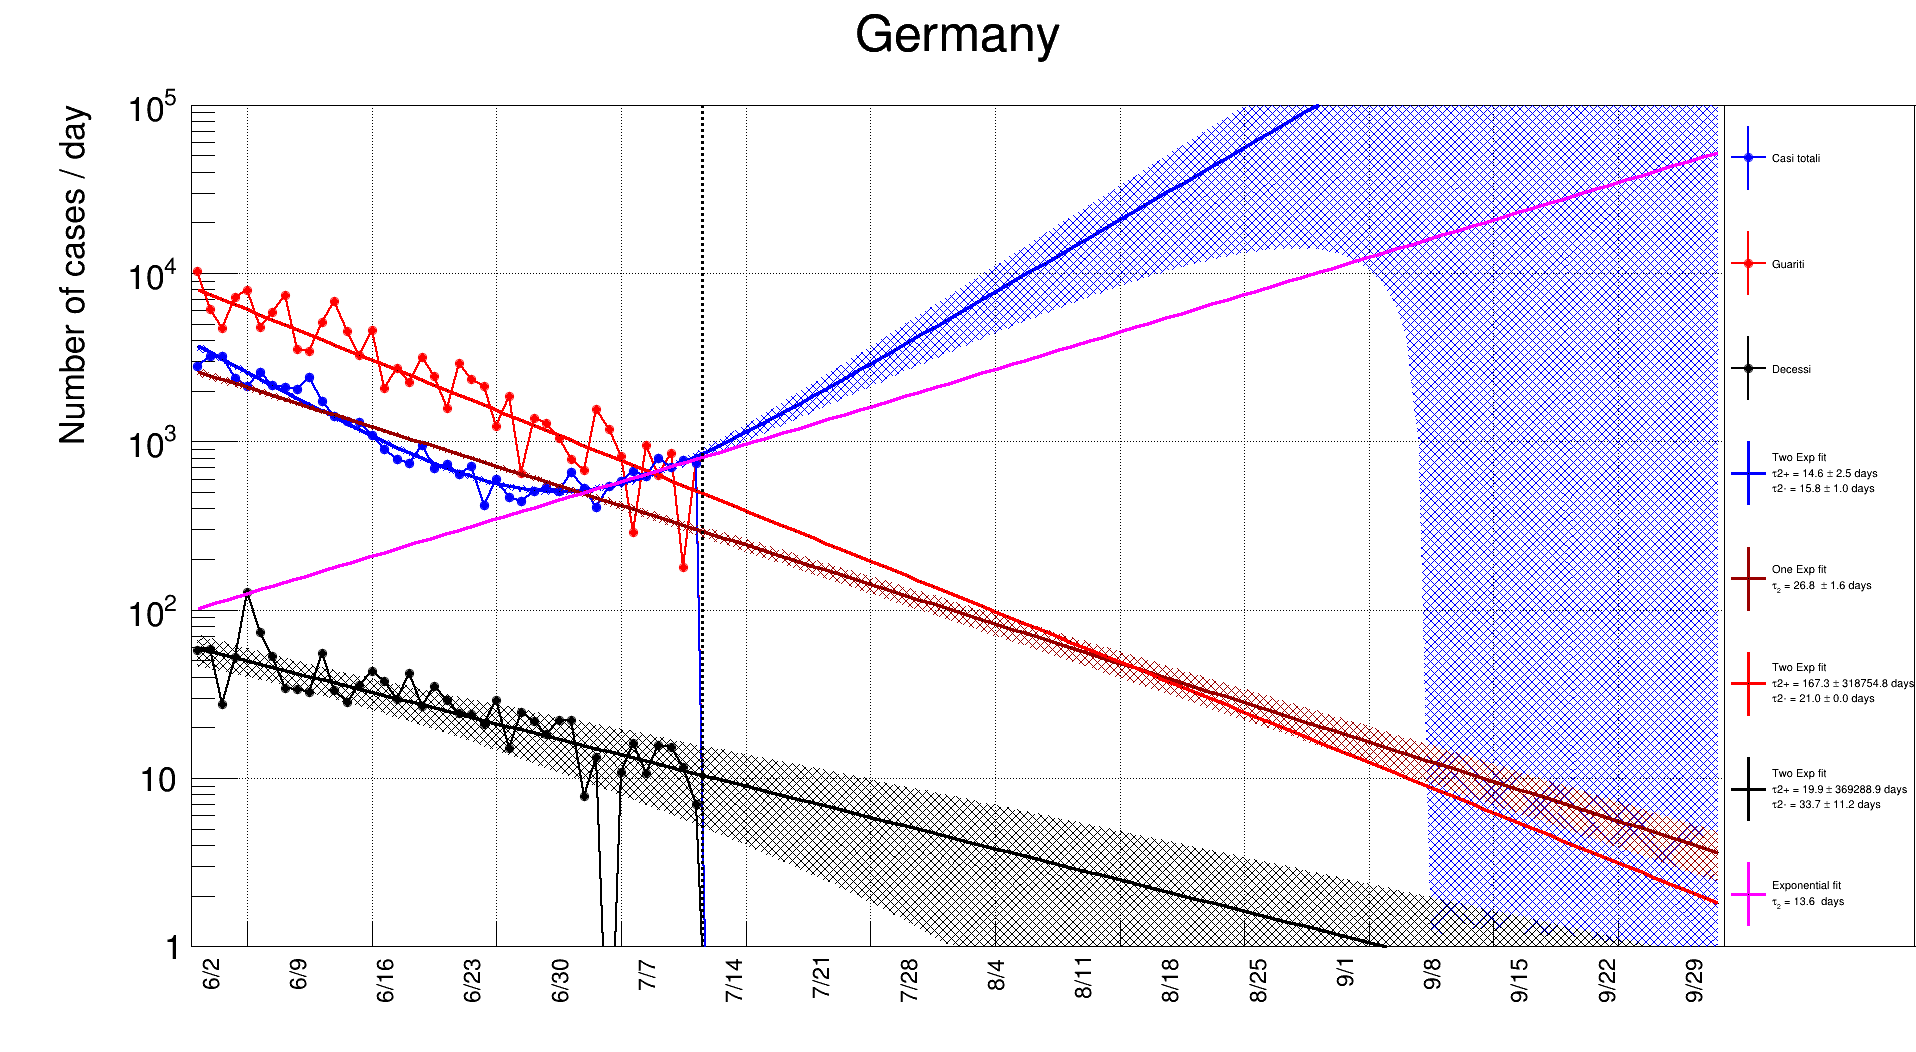 Germany
Number of cases / day
10^5
10^4
10^3
10^2
10
1
6/2 6/9 6/16 6/23 6/30 7/7 7/14 7/21 7/28 8/4 8/11 8/18 8/25 9/1 9/8 9/15 9/22 9/29
Casi totali
Guariti
Decessi
Two Exp fit
τ2+ = 14.6 ± 2.5 days
τ2- = 15.8 ± 1.0 days
One Exp fit
τ₂ = 26.8 ± 1.6 days
Two Exp fit
τ2+ = 167.3 ± 318754.8 days
τ2- = 21.0 ± 0.0 days
Two Exp fit
τ2+ = 19.9 ± 369288.9 days
τ2- = 33.7 ± 11.2 days
Exponential fit
τ₂ = 13.6 days